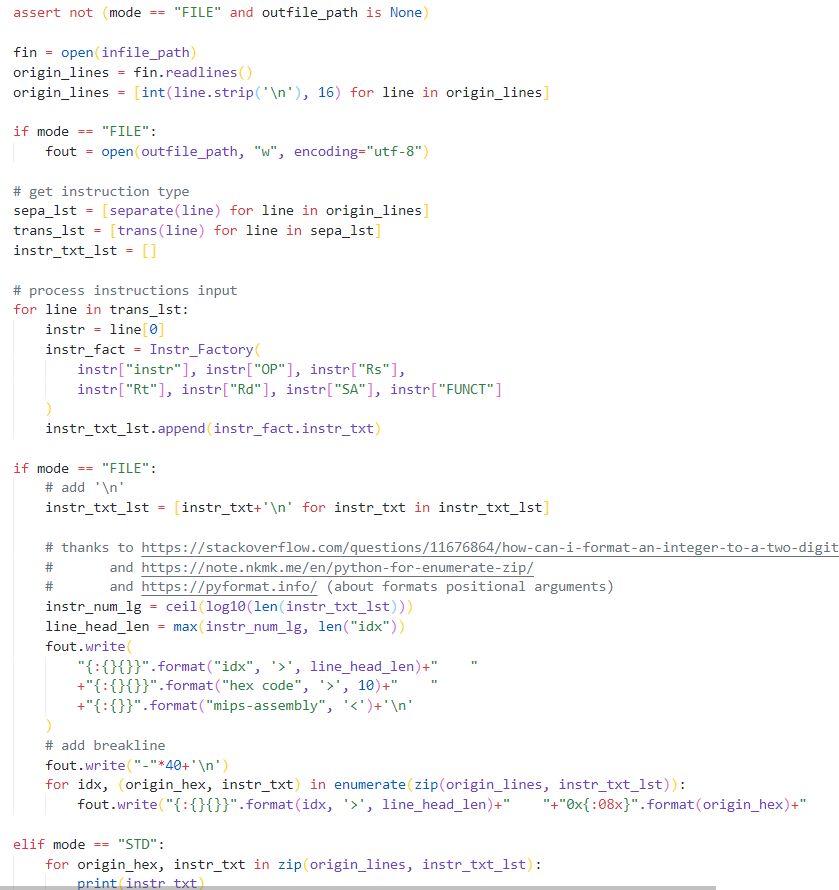 assert not (mode == "FILE" and outfile_path is None)

fin = open(infile_path)
origin_lines = fin.readlines()
origin_lines = [int(line.strip('\n'), 16) for line in origin_lines]

if mode == "FILE":
    fout = open(outfile_path, "w", encoding="utf-8")

# get instruction type
sepa_lst = [separate(line) for line in origin_lines]
trans_lst = [trans(line) for line in sepa_lst]
instr_txt_lst = []

# process instructions input
for line in trans_lst:
    instr = line[0]
    instr_fact = Instr_Factory(
        instr["instr"], instr["OP"], instr["Rs"],
        instr["Rt"], instr["Rd"], instr["SA"], instr["FUNCT"]
    )
    instr_txt_lst.append(instr_fact.instr_txt)

if mode == "FILE":
    # add '\n'
    instr_txt_lst = [instr_txt+'\n' for instr_txt in instr_txt_lst]

    # thanks to https://stackoverflow.com/questions/11676864/how-can-i-format-an-integer-to-a-two-digit
    #       and https://note.nkmk.me/en/python-for-enumerate-zip/
    #       and https://pyformat.info/ (about formats positional arguments)
    instr_num_lg = ceil(log10(len(instr_txt_lst)))
    line_head_len = max(instr_num_lg, len("idx"))
    fout.write(
        "{:{}{}}".format("idx", '>', line_head_len)+"    "
        +"{:{}{}}".format("hex code", '>', 10)+"    "
        +"{:{}}".format("mips-assembly", '<')+'\n'
    )
    # add breakline
    fout.write("-"*40+'\n')
    for idx, (origin_hex, instr_txt) in enumerate(zip(origin_lines, instr_txt_lst)):
        fout.write("{:{}{}}".format(idx, '>', line_head_len)+"    "+"0x{:08x}".format(origin_hex)+"

elif mode == "STD":
    for origin_hex, instr_txt in zip(origin_lines, instr_txt_lst):
        print(instr_txt)